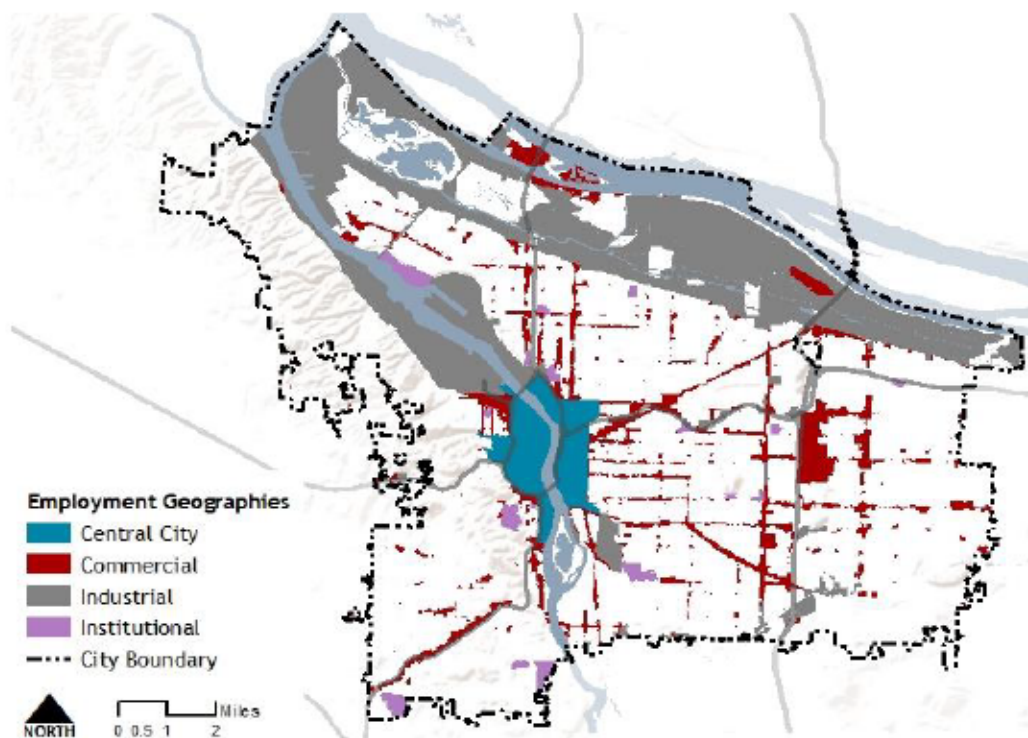 Employment Geographies
Central City
Commercial
Industrial
Institutional
City Boundary
NORTH
Miles
0 0.5 1 2